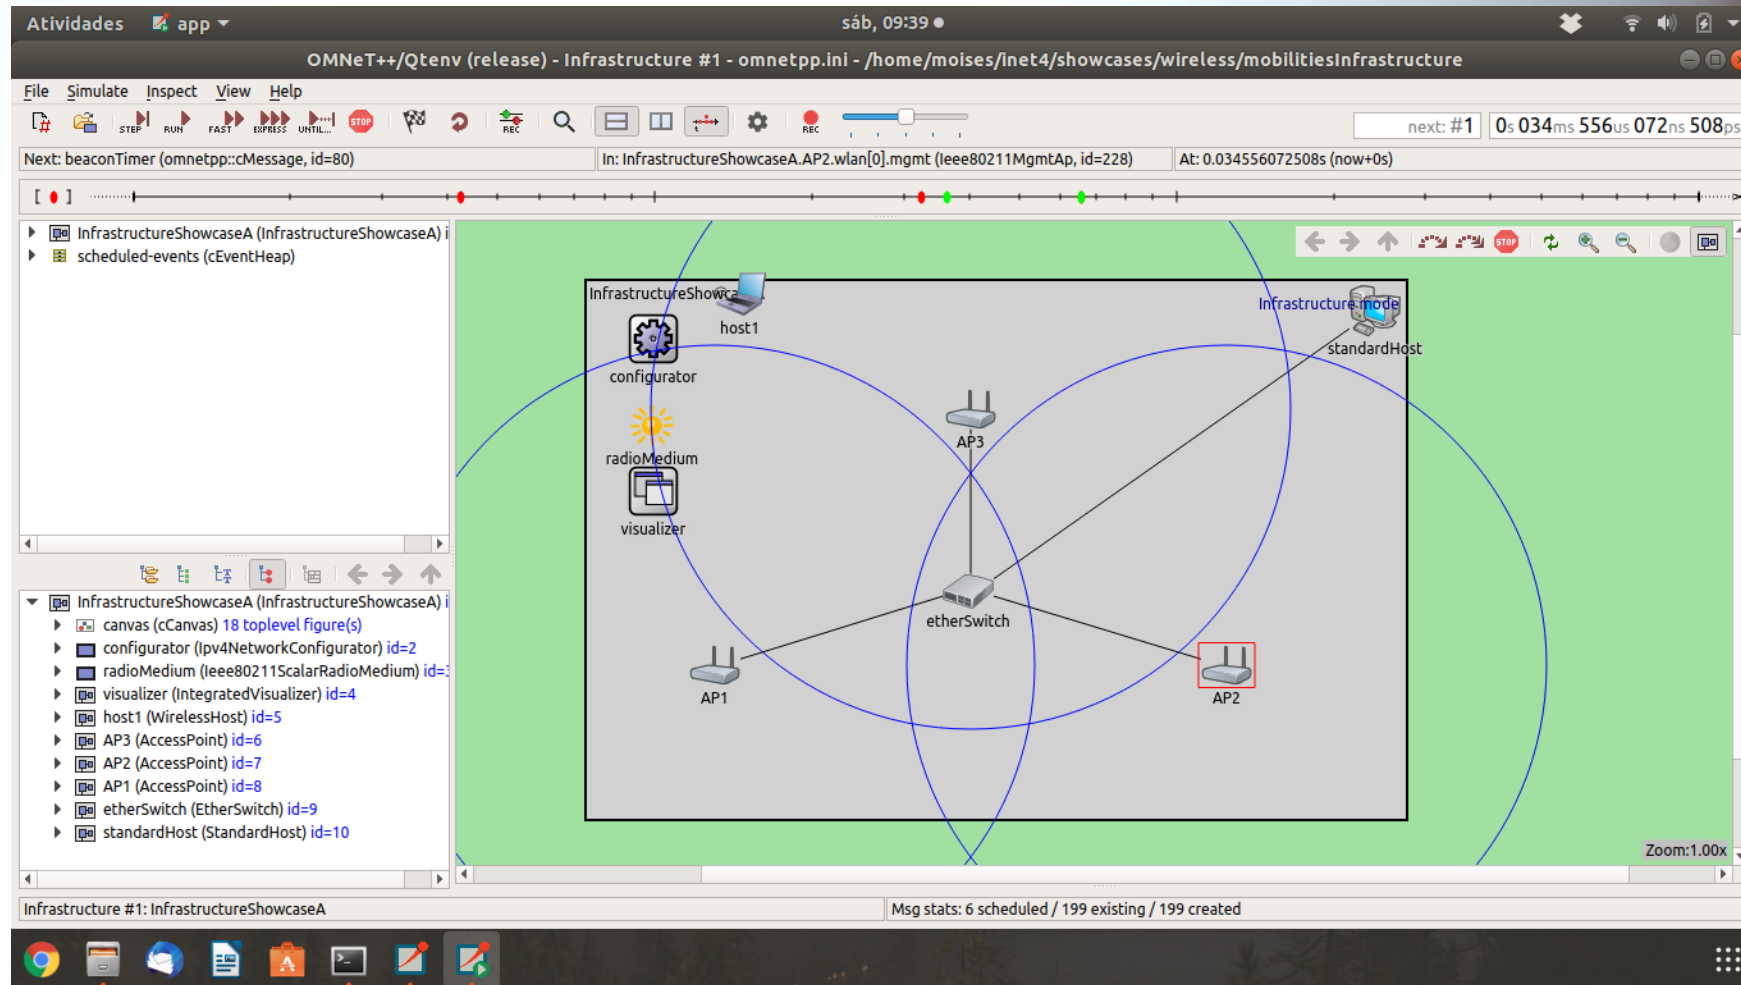 Atividades app sáb, 09:39
OMNeT++/Qtenv (release) - Infrastructure #1 - omnetpp.ini - /home/moises/inet4/showcases/wireless/mobilitiesInfrastructure
File Simulate Inspect View Help
STEP RUN FAST EXPRESS UNTIL... STOP REC REC next: #1 0s 034ms 556us 072ns 508ps
Next: beaconTimer (omnetpp::cMessage, id=80) In: InfrastructureShowcaseA.AP2.wlan[0].mgmt (Ieee80211MgmtAp, id=228) At: 0.034556072508s (now+0s)
InfrastructureShowcaseA (InfrastructureShowcaseA) i
scheduled-events (cEventHeap)
STOP
InfrastructureShowca
host1
configurator
radioMedium
visualizer
Infrastructure mode
standardHost
AP3
etherSwitch
AP1
AP2
InfrastructureShowcaseA (InfrastructureShowcaseA) i
canvas (cCanvas) 18 toplevel figure(s)
configurator (Ipv4NetworkConfigurator) id=2
radioMedium (Ieee80211ScalarRadioMedium) id=3
visualizer (IntegratedVisualizer) id=4
host1 (WirelessHost) id=5
AP3 (AccessPoint) id=6
AP2 (AccessPoint) id=7
AP1 (AccessPoint) id=8
etherSwitch (EtherSwitch) id=9
standardHost (StandardHost) id=10
Zoom:1.00x
Infrastructure #1: InfrastructureShowcaseA Msg stats: 6 scheduled / 199 existing / 199 created